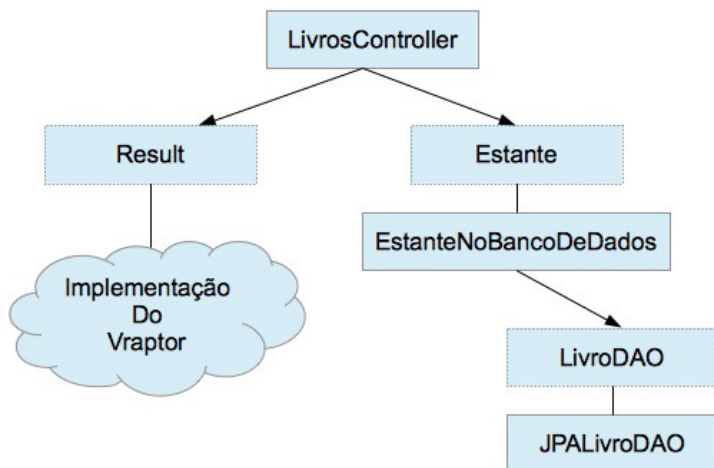 LivrosController
Result
Estante
Implementação
Do
Vraptor
EstanteNoBancoDeDados
LivroDAO
JPALivroDAO